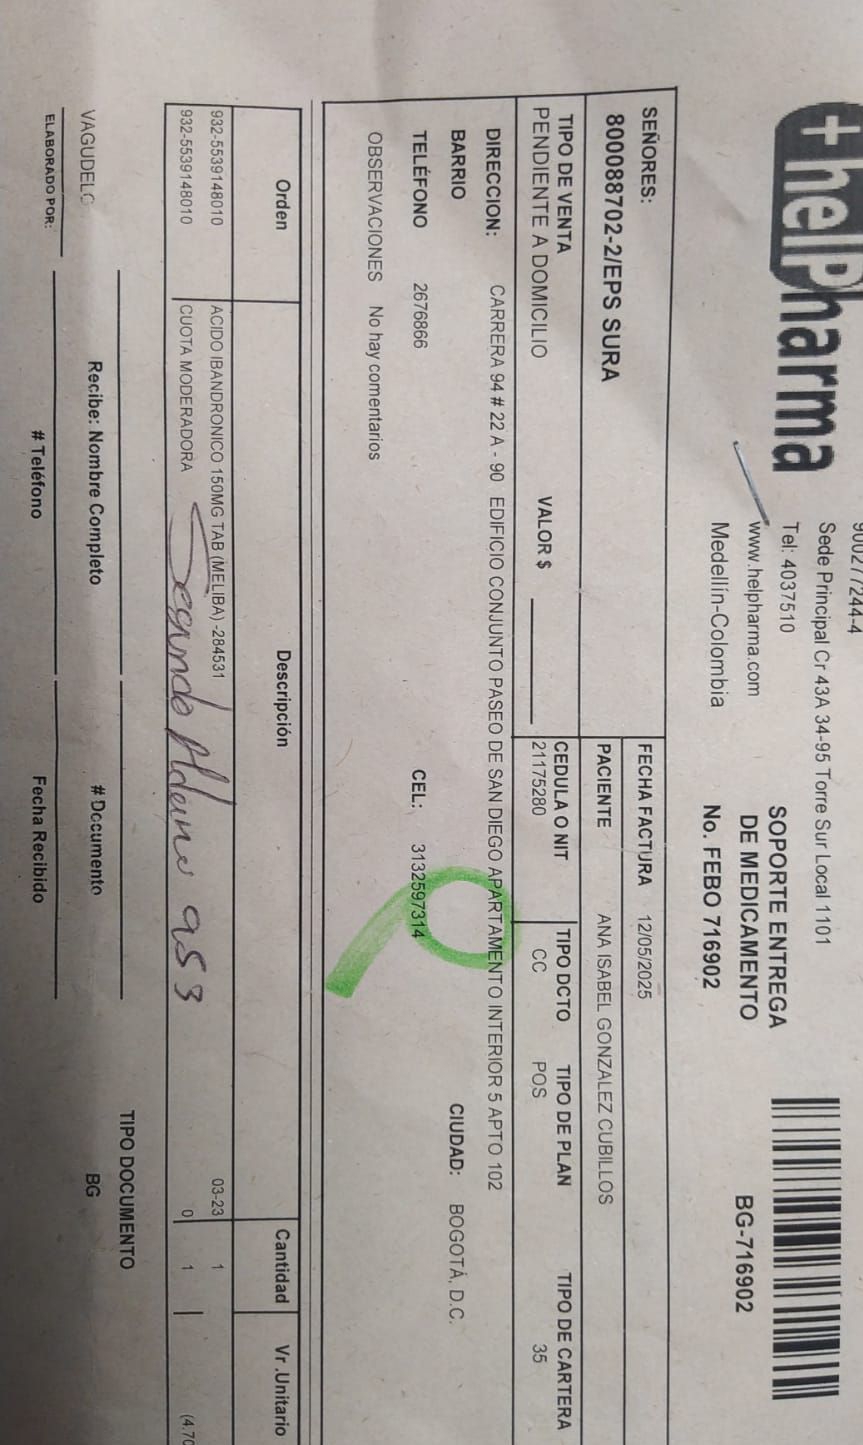 +helPharma
900277244-4
Sede Principal Cr 43A 34-95 Torre Sur Local 1101
Tel: 4037510
www.helpharma.com
Medellín-Colombia
SOPORTE ENTREGA
DE MEDICAMENTO
No. FEBO 716902
BG-716902
SEÑORES:
800088702-2/EPS SURA
FECHA FACTURA 12/05/2025
PACIENTE ANA ISABEL GONZALEZ CUBILLOS
TIPO DE VENTA VALOR $ CEDULA O NIT TIPO DCTO TIPO DE PLAN TIPO DE CARTERA
PENDIENTE A DOMICILIO 21175280 CC POS 35
DIRECCION: CARRERA 94 # 22 A - 90 EDIFICIO CONJUNTO PASEO DE SAN DIEGO APARTAMENTO INTERIOR 5 APTO 102
BARRIO CIUDAD: BOGOTÁ, D.C.
TELÉFONO 2676866 CEL: 3132597314
OBSERVACIONES No hay comentarios
Orden Descripción Cantidad Vr .Unitario
932-5539148010 ACIDO IBANDRONICO 150MG TAB (MELIBA) -284531 03-23 1
932-5539148010 CUOTA MODERADORA 0 1 (4.70
Segundo 953
TIPO DOCUMENTO
VAGUDELO Recibe: Nombre Completo # Documento BG
ELABORADO POR: # Teléfono Fecha Recibido